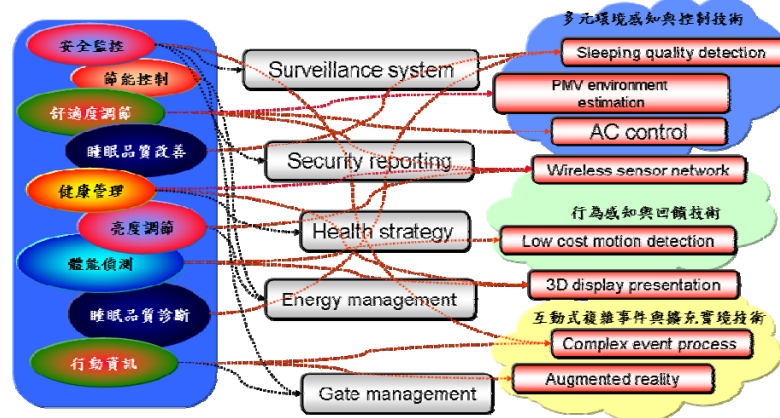 安全監控
節能控制
舒適度調節
睡眠品質改善
健康管理
亮度調節
體能偵測
睡眠品質診斷
行動資訊
Surveillance system
Security reporting
Health strategy
Energy management
Gate management
多元環境感知與控制技術
Sleeping quality detection
PMV environment
estimation
AC control
Wireless sensor network
行為感知與回饋技術
Low cost motion detection
3D display presentation
互動式複雜事件與擴充實境技術
Complex event process
Augmented reality